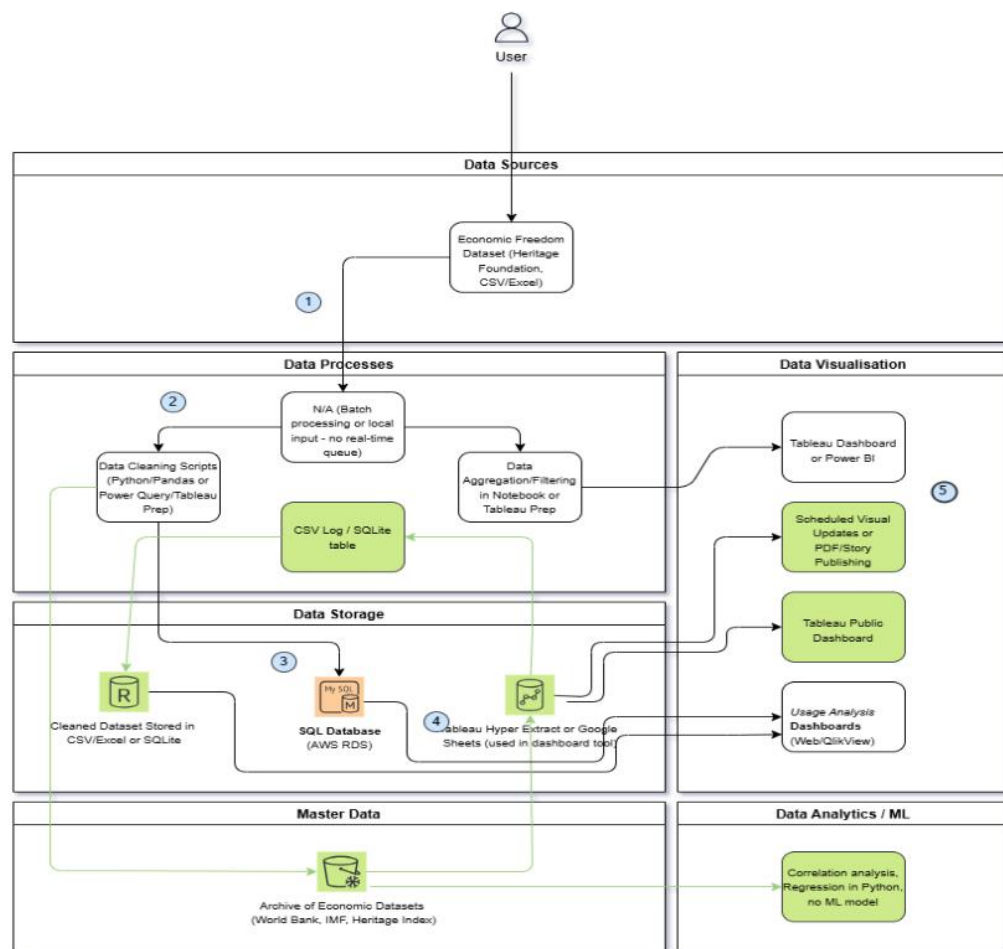 User
Data Sources
Economic Freedom
Dataset (Heritage
Foundation,
CSV/Excel)
1
Data Processes
2
N/A (Batch
processing or local
input - no real-time
queue)
Data Cleaning Scripts
(Python/Pandas or
Power Query/Tableau
Prep)
Data
Aggregation/Filtering
in Notebook or
Tableau Prep
CSV Log / SQLite
table
Data Visualisation
Tableau Dashboard
or Power BI
5
Scheduled Visual
Updates or
PDF/Story
Publishing
Tableau Public
Dashboard
Usage Analysis
Dashboards
(Web/QlikView)
Data Storage
3
R
Cleaned Dataset Stored in
CSV/Excel or SQLite
My SQL
M
SQL Database
(AWS RDS)
4
Tableau Hyper Extract or Google
Sheets (used in dashboard tool)
Master Data
Archive of Economic Datasets
(World Bank, IMF, Heritage Index)
Data Analytics / ML
Correlation analysis,
Regression in Python,
no ML model